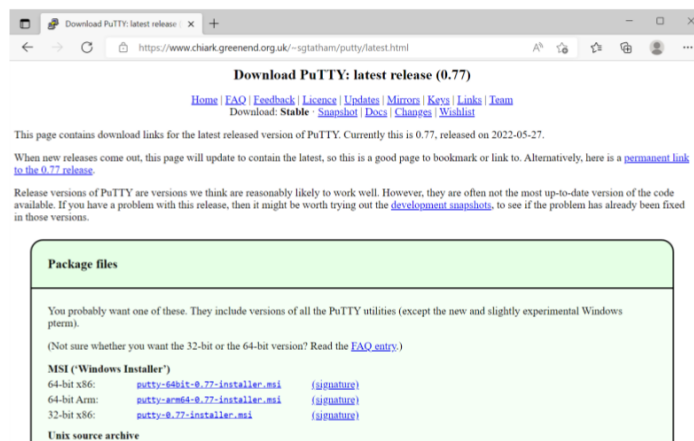 Download PuTTY: latest release
https://www.chiark.greenend.org.uk/~sgtatham/putty/latest.html
Download PuTTY: latest release (0.77)
Home | FAQ | Feedback | Licence | Updates | Mirrors | Keys | Links | Team
Download: Stable · Snapshot | Docs | Changes | Wishlist
This page contains download links for the latest released version of PuTTY. Currently this is 0.77, released on 2022-05-27.
When new releases come out, this page will update to contain the latest, so this is a good page to bookmark or link to. Alternatively, here is a permanent link
to the 0.77 release.
Release versions of PuTTY are versions we think are reasonably likely to work well. However, they are often not the most up-to-date version of the code
available. If you have a problem with this release, then it might be worth trying out the development snapshots, to see if the problem has already been fixed
in those versions.
Package files
You probably want one of these. They include versions of all the PuTTY utilities (except the new and slightly experimental Windows
pterm).
(Not sure whether you want the 32-bit or the 64-bit version? Read the FAQ entry.)
MSI (‘Windows Installer’)
64-bit x86: putty-64bit-0.77-installer.msi (signature)
64-bit Arm: putty-arm64-0.77-installer.msi (signature)
32-bit x86: putty-0.77-installer.msi (signature)
Unix source archive